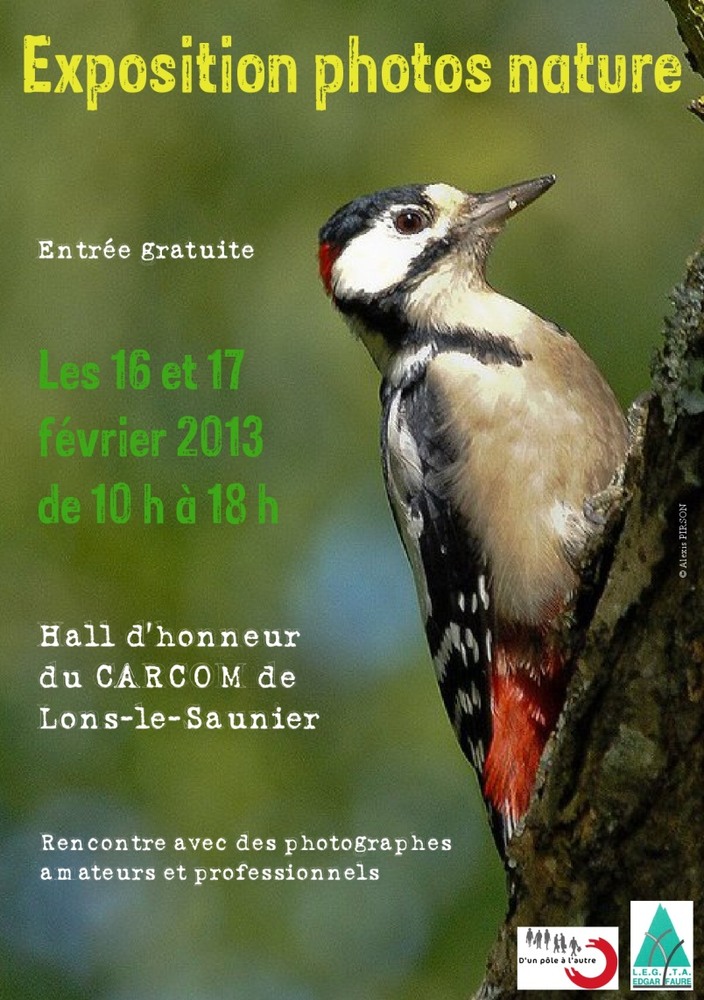 Exposition photos nature
Entrée gratuite
Les 16 et 17
février 2013
de 10 h à 18 h
© Alexis PIRSON
Hall d'honneur
du CARCOM de
Lons-le-Saunier
Rencontre avec des photographes
amateurs et professionnels
D'un pôle à l'autre
L.E.G.T.A.
EDGAR FAURE